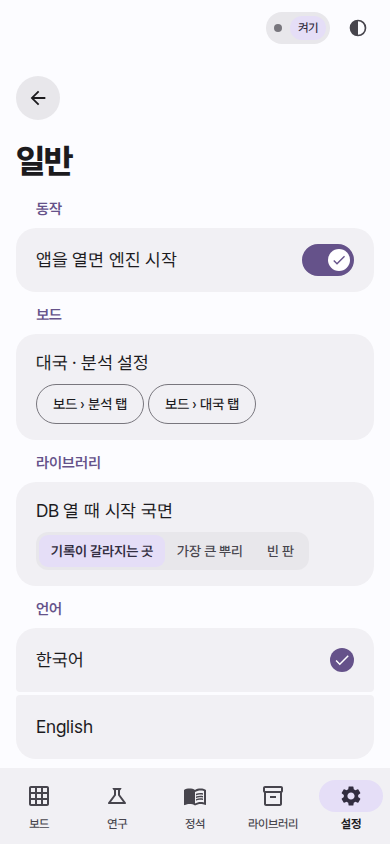 켜기
일반
동작
앱을 열면 엔진 시작
보드
대국 · 분석 설정
보드 › 분석 탭 보드 › 대국 탭
라이브러리
DB 열 때 시작 국면
기록이 갈라지는 곳 가장 큰 뿌리 빈 판
언어
한국어
English
보드 연구 정석 라이브러리 설정